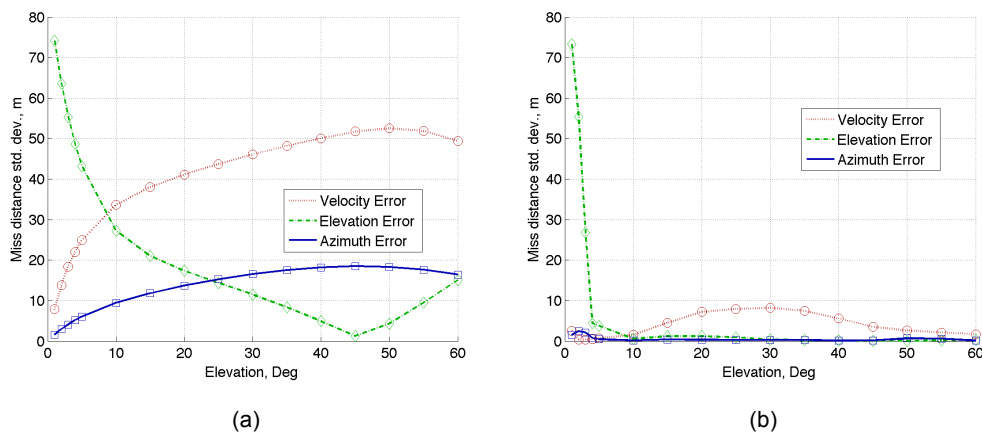 80
70
60
50
40
30
20
10
0
Miss distance std. dev., m
Velocity Error
Elevation Error
Azimuth Error
0 10 20 30 40 50 60
Elevation, Deg
(a)
80
70
60
50
40
30
20
10
0
Miss distance std. dev., m
Velocity Error
Elevation Error
Azimuth Error
0 10 20 30 40 50 60
Elevation, Deg
(b)